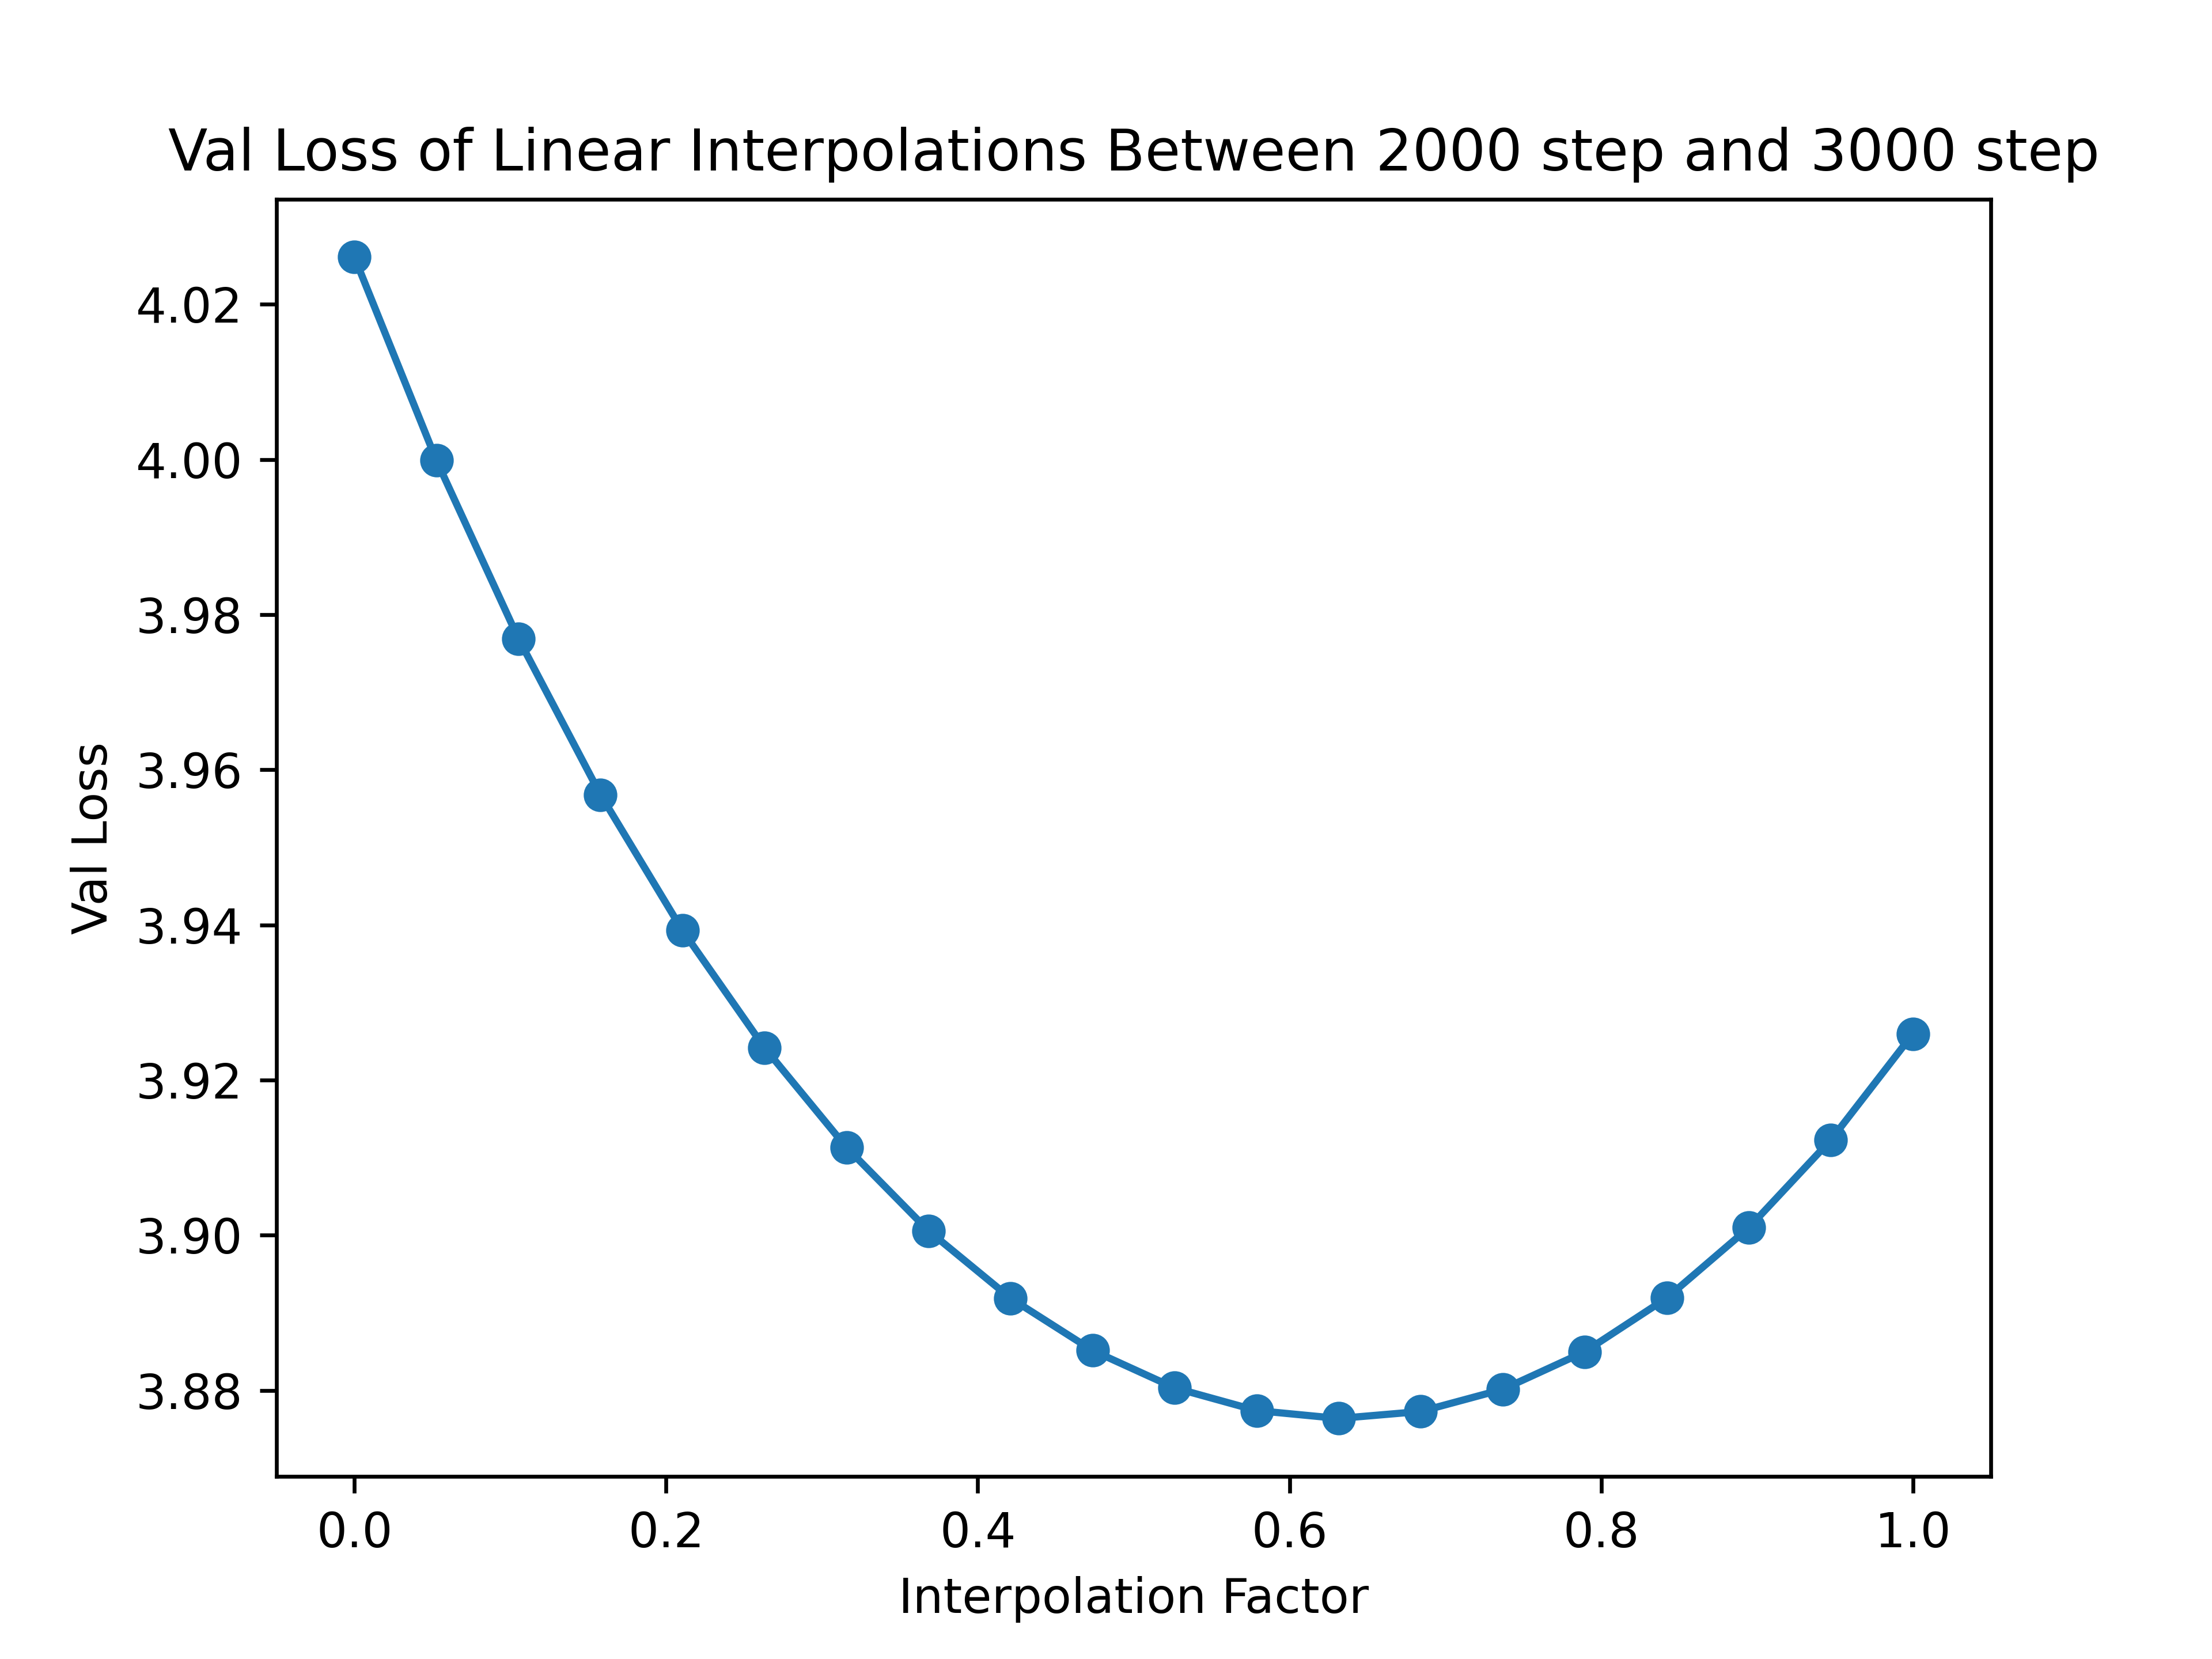 Val Loss of Linear Interpolations Between 2000 step and 3000 step
4.02
4.00
3.98
3.96
3.94
3.92
3.90
3.88
Val Loss
0.0 0.2 0.4 0.6 0.8 1.0
Interpolation Factor